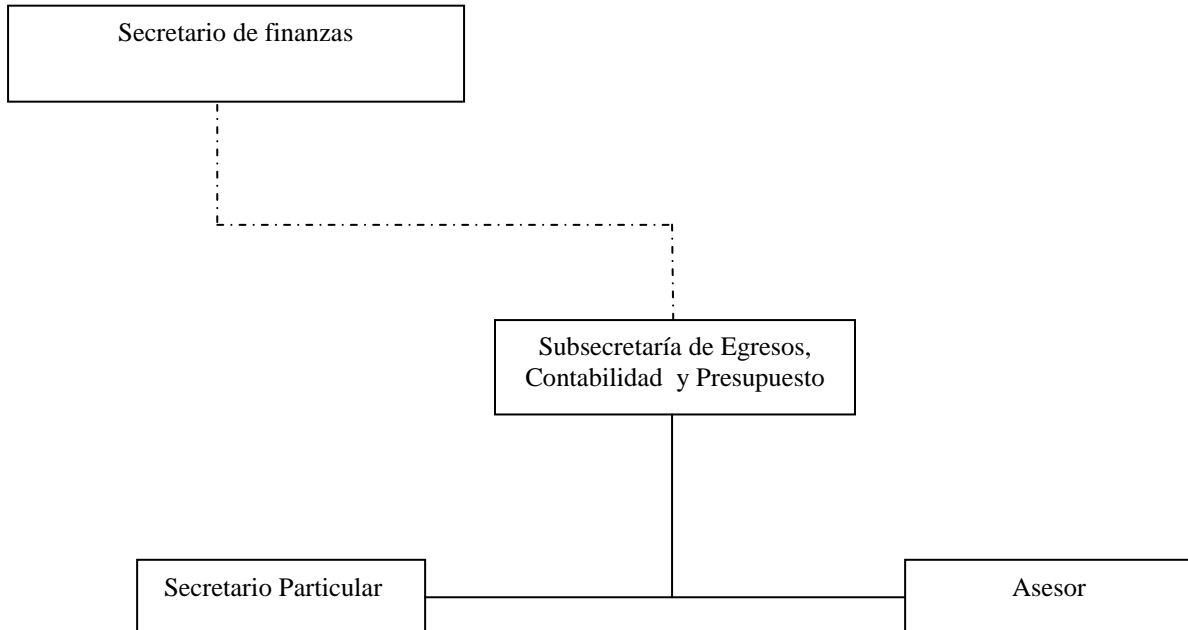 Secretario de finanzas
Subsecretaría de Egresos,
Contabilidad y Presupuesto
Secretario Particular
Asesor